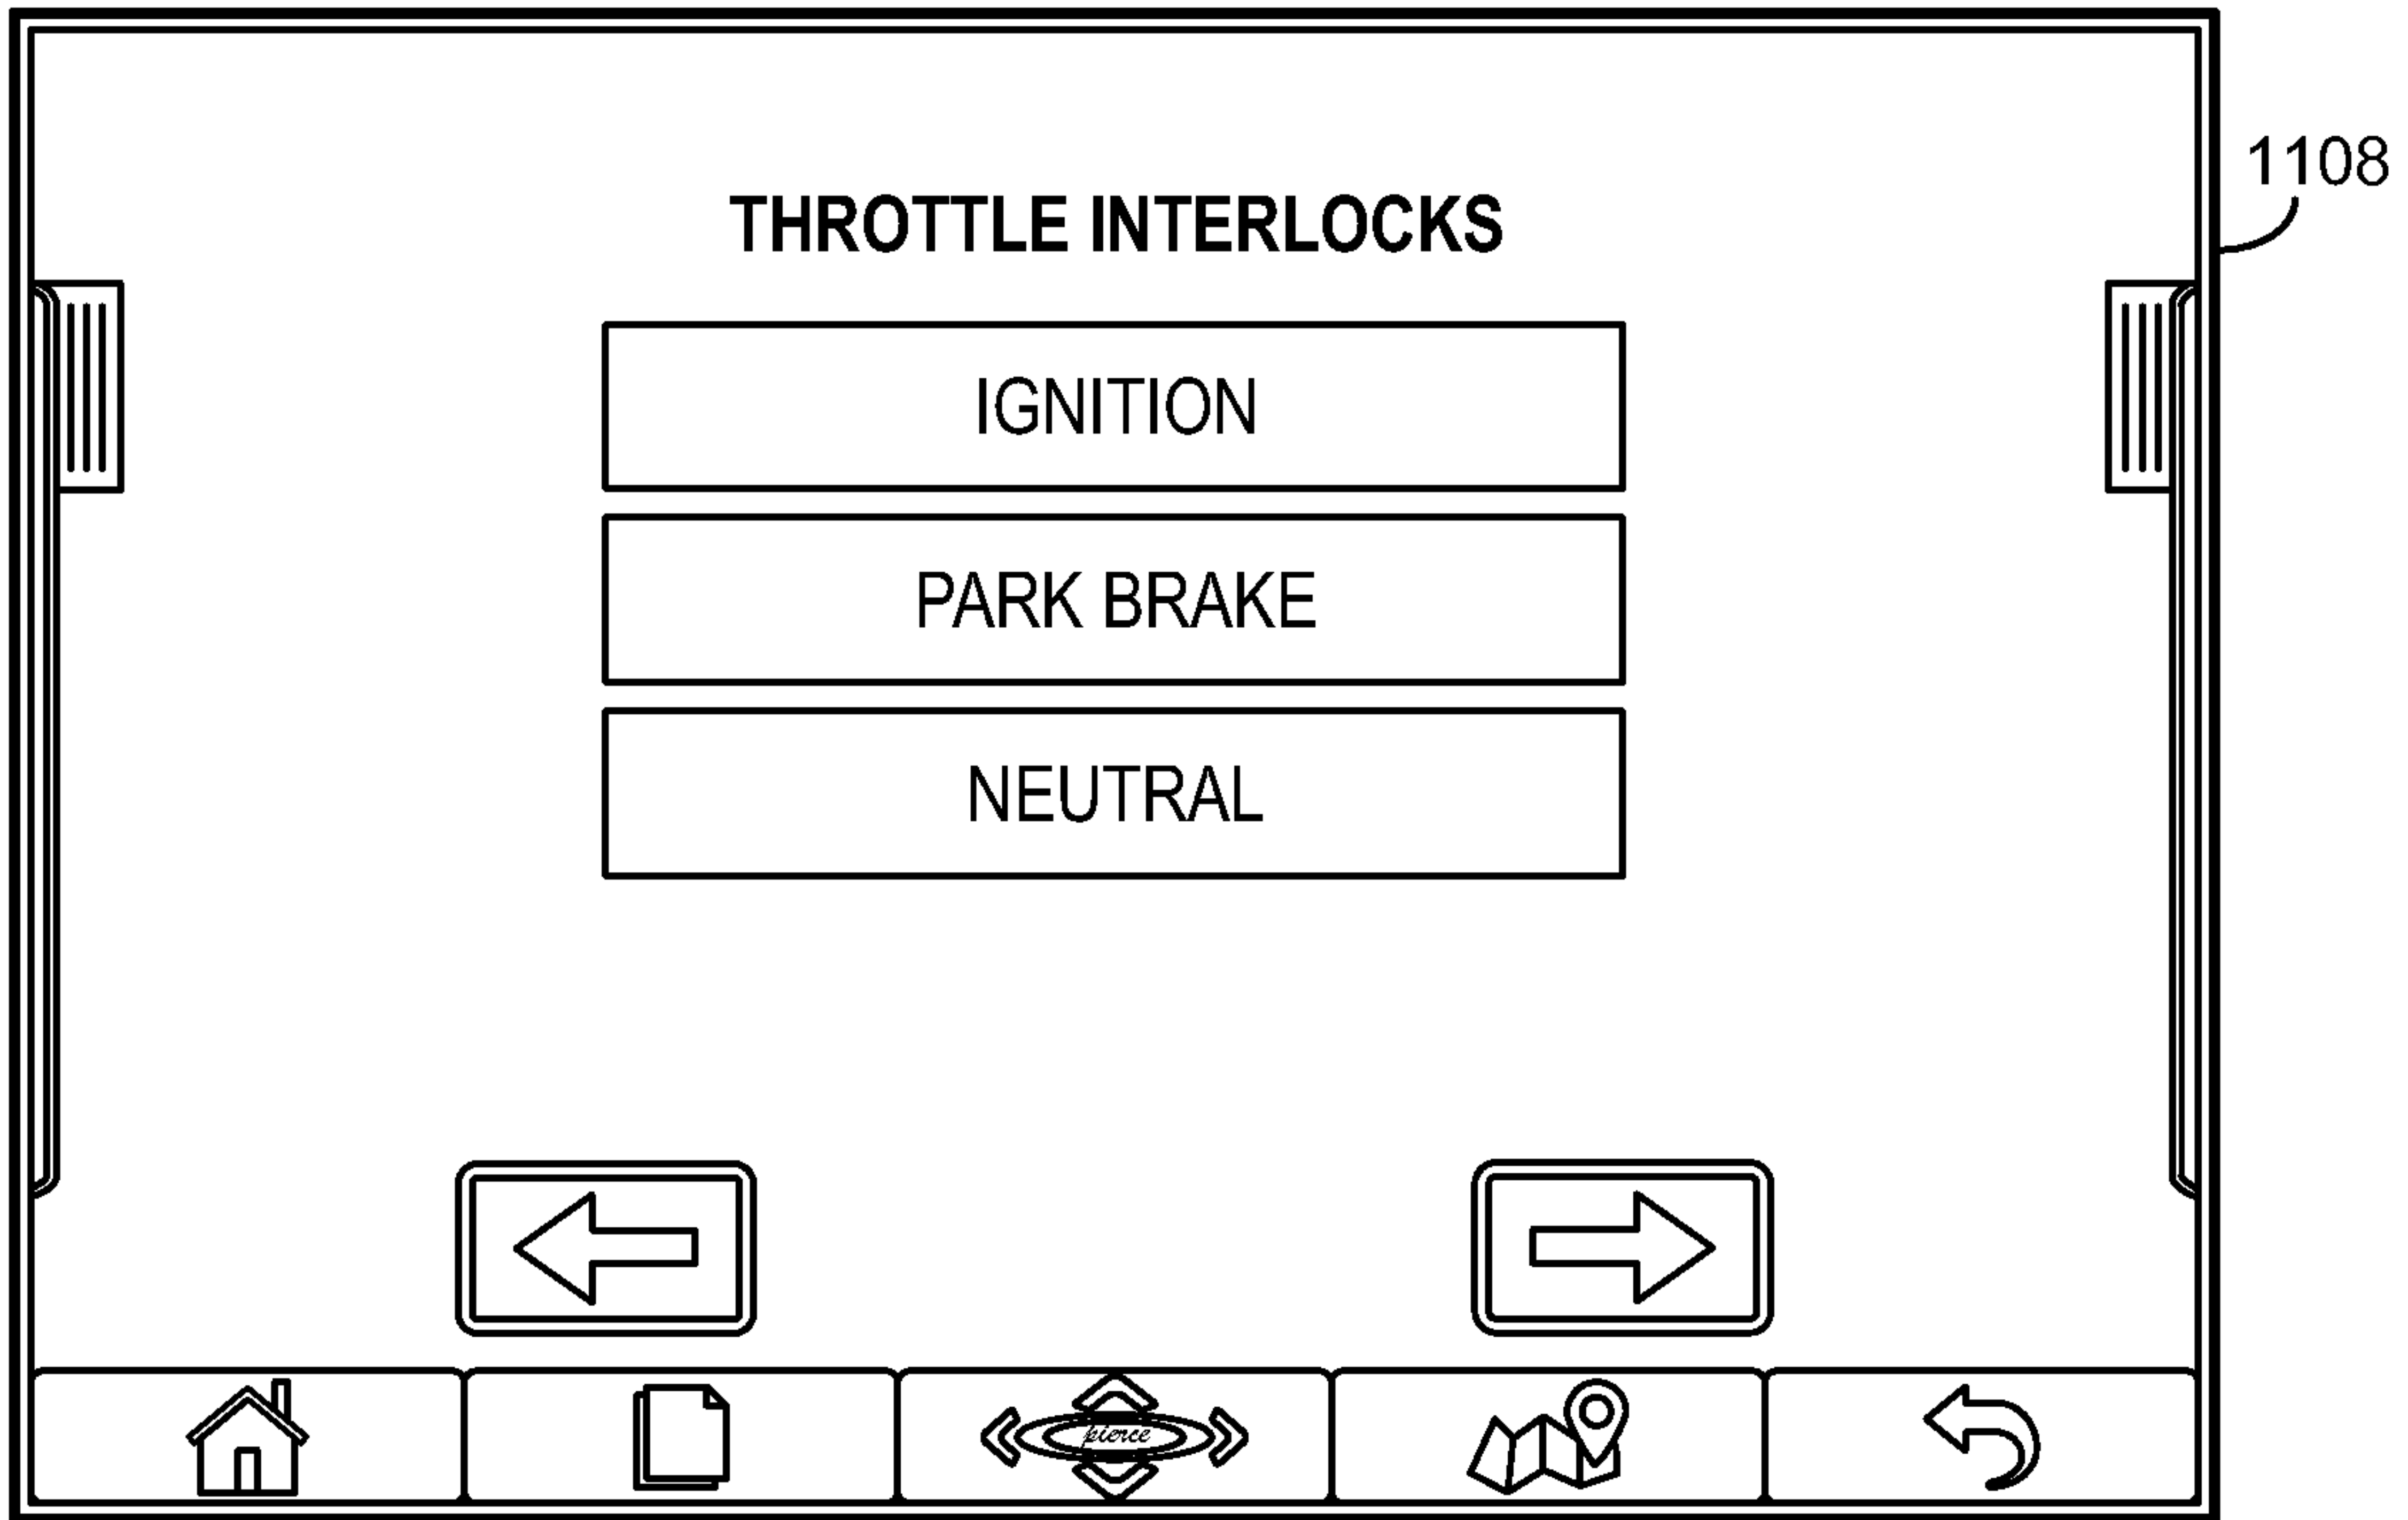 1108
THROTTLE INTERLOCKS
IGNITION
PARK BRAKE
NEUTRAL
pierce